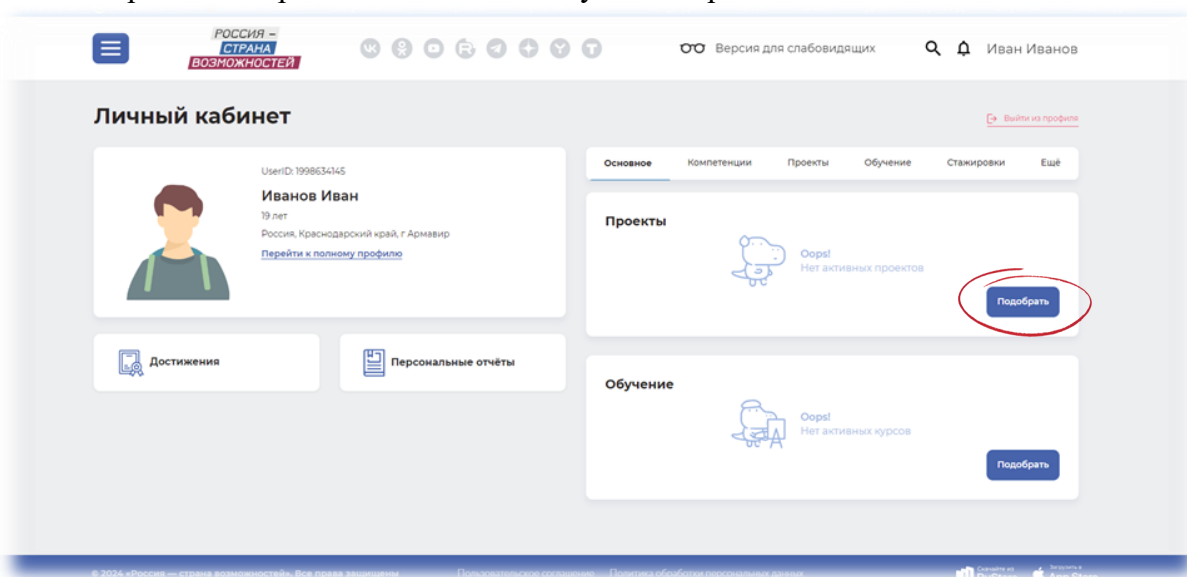 РОССИЯ –
СТРАНА
ВОЗМОЖНОСТЕЙ
Версия для слабовидящих
Иван Иванов
Личный кабинет
Выйти из профиля
UserID: 1998634145
Иванов Иван
19 лет
Россия, Краснодарский край, г Армавир
Перейти к полному профилю
Достижения
Персональные отчёты
Основное Компетенции Проекты Обучение Стажировки Ещё
Проекты
Oops!
Нет активных проектов
Подобрать
Обучение
Oops!
Нет активных курсов
Подобрать
© 2024 «Россия — страна возможностей». Все права защищены
Пользовательское соглашение
Политика обработки персональных данных